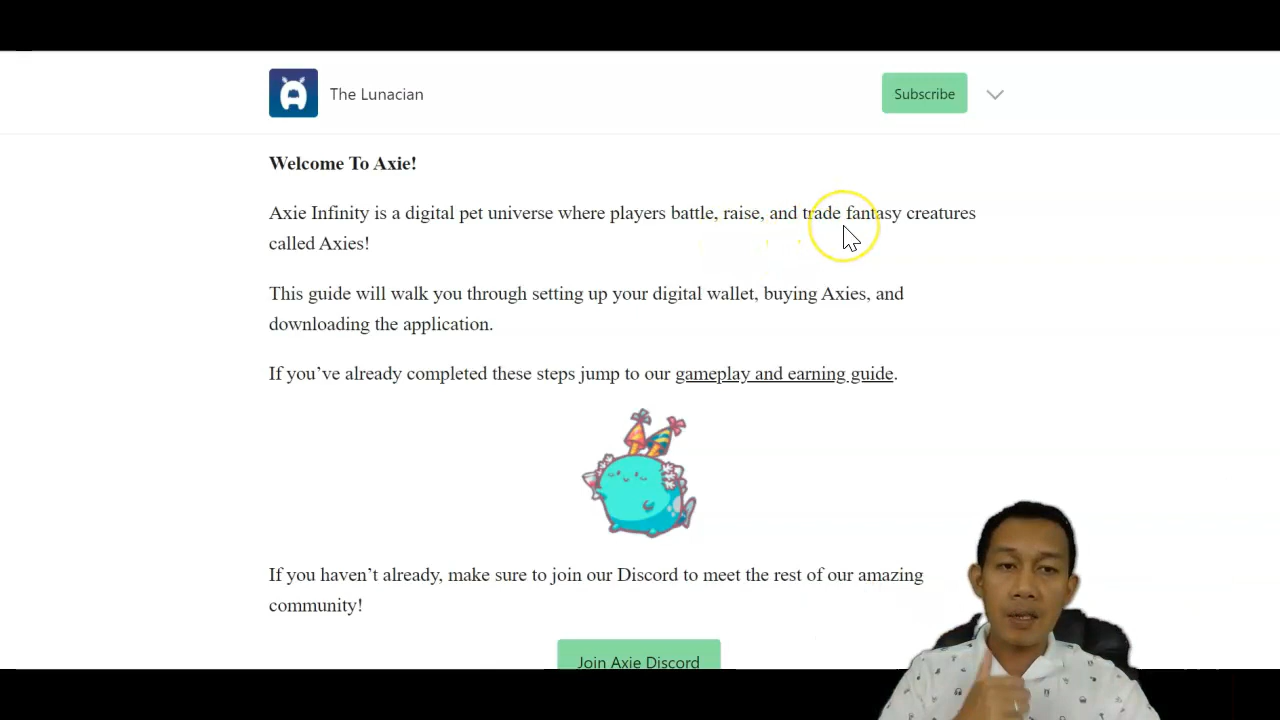 The Lunacian
Subscribe
Welcome To Axie!
Axie Infinity is a digital pet universe where players battle, raise, and trade fantasy creatures
called Axies!
This guide will walk you through setting up your digital wallet, buying Axies, and
downloading the application.
If you’ve already completed these steps jump to our gameplay and earning guide.
If you haven’t already, make sure to join our Discord to meet the rest of our amazing
community!
Join Axie Discord